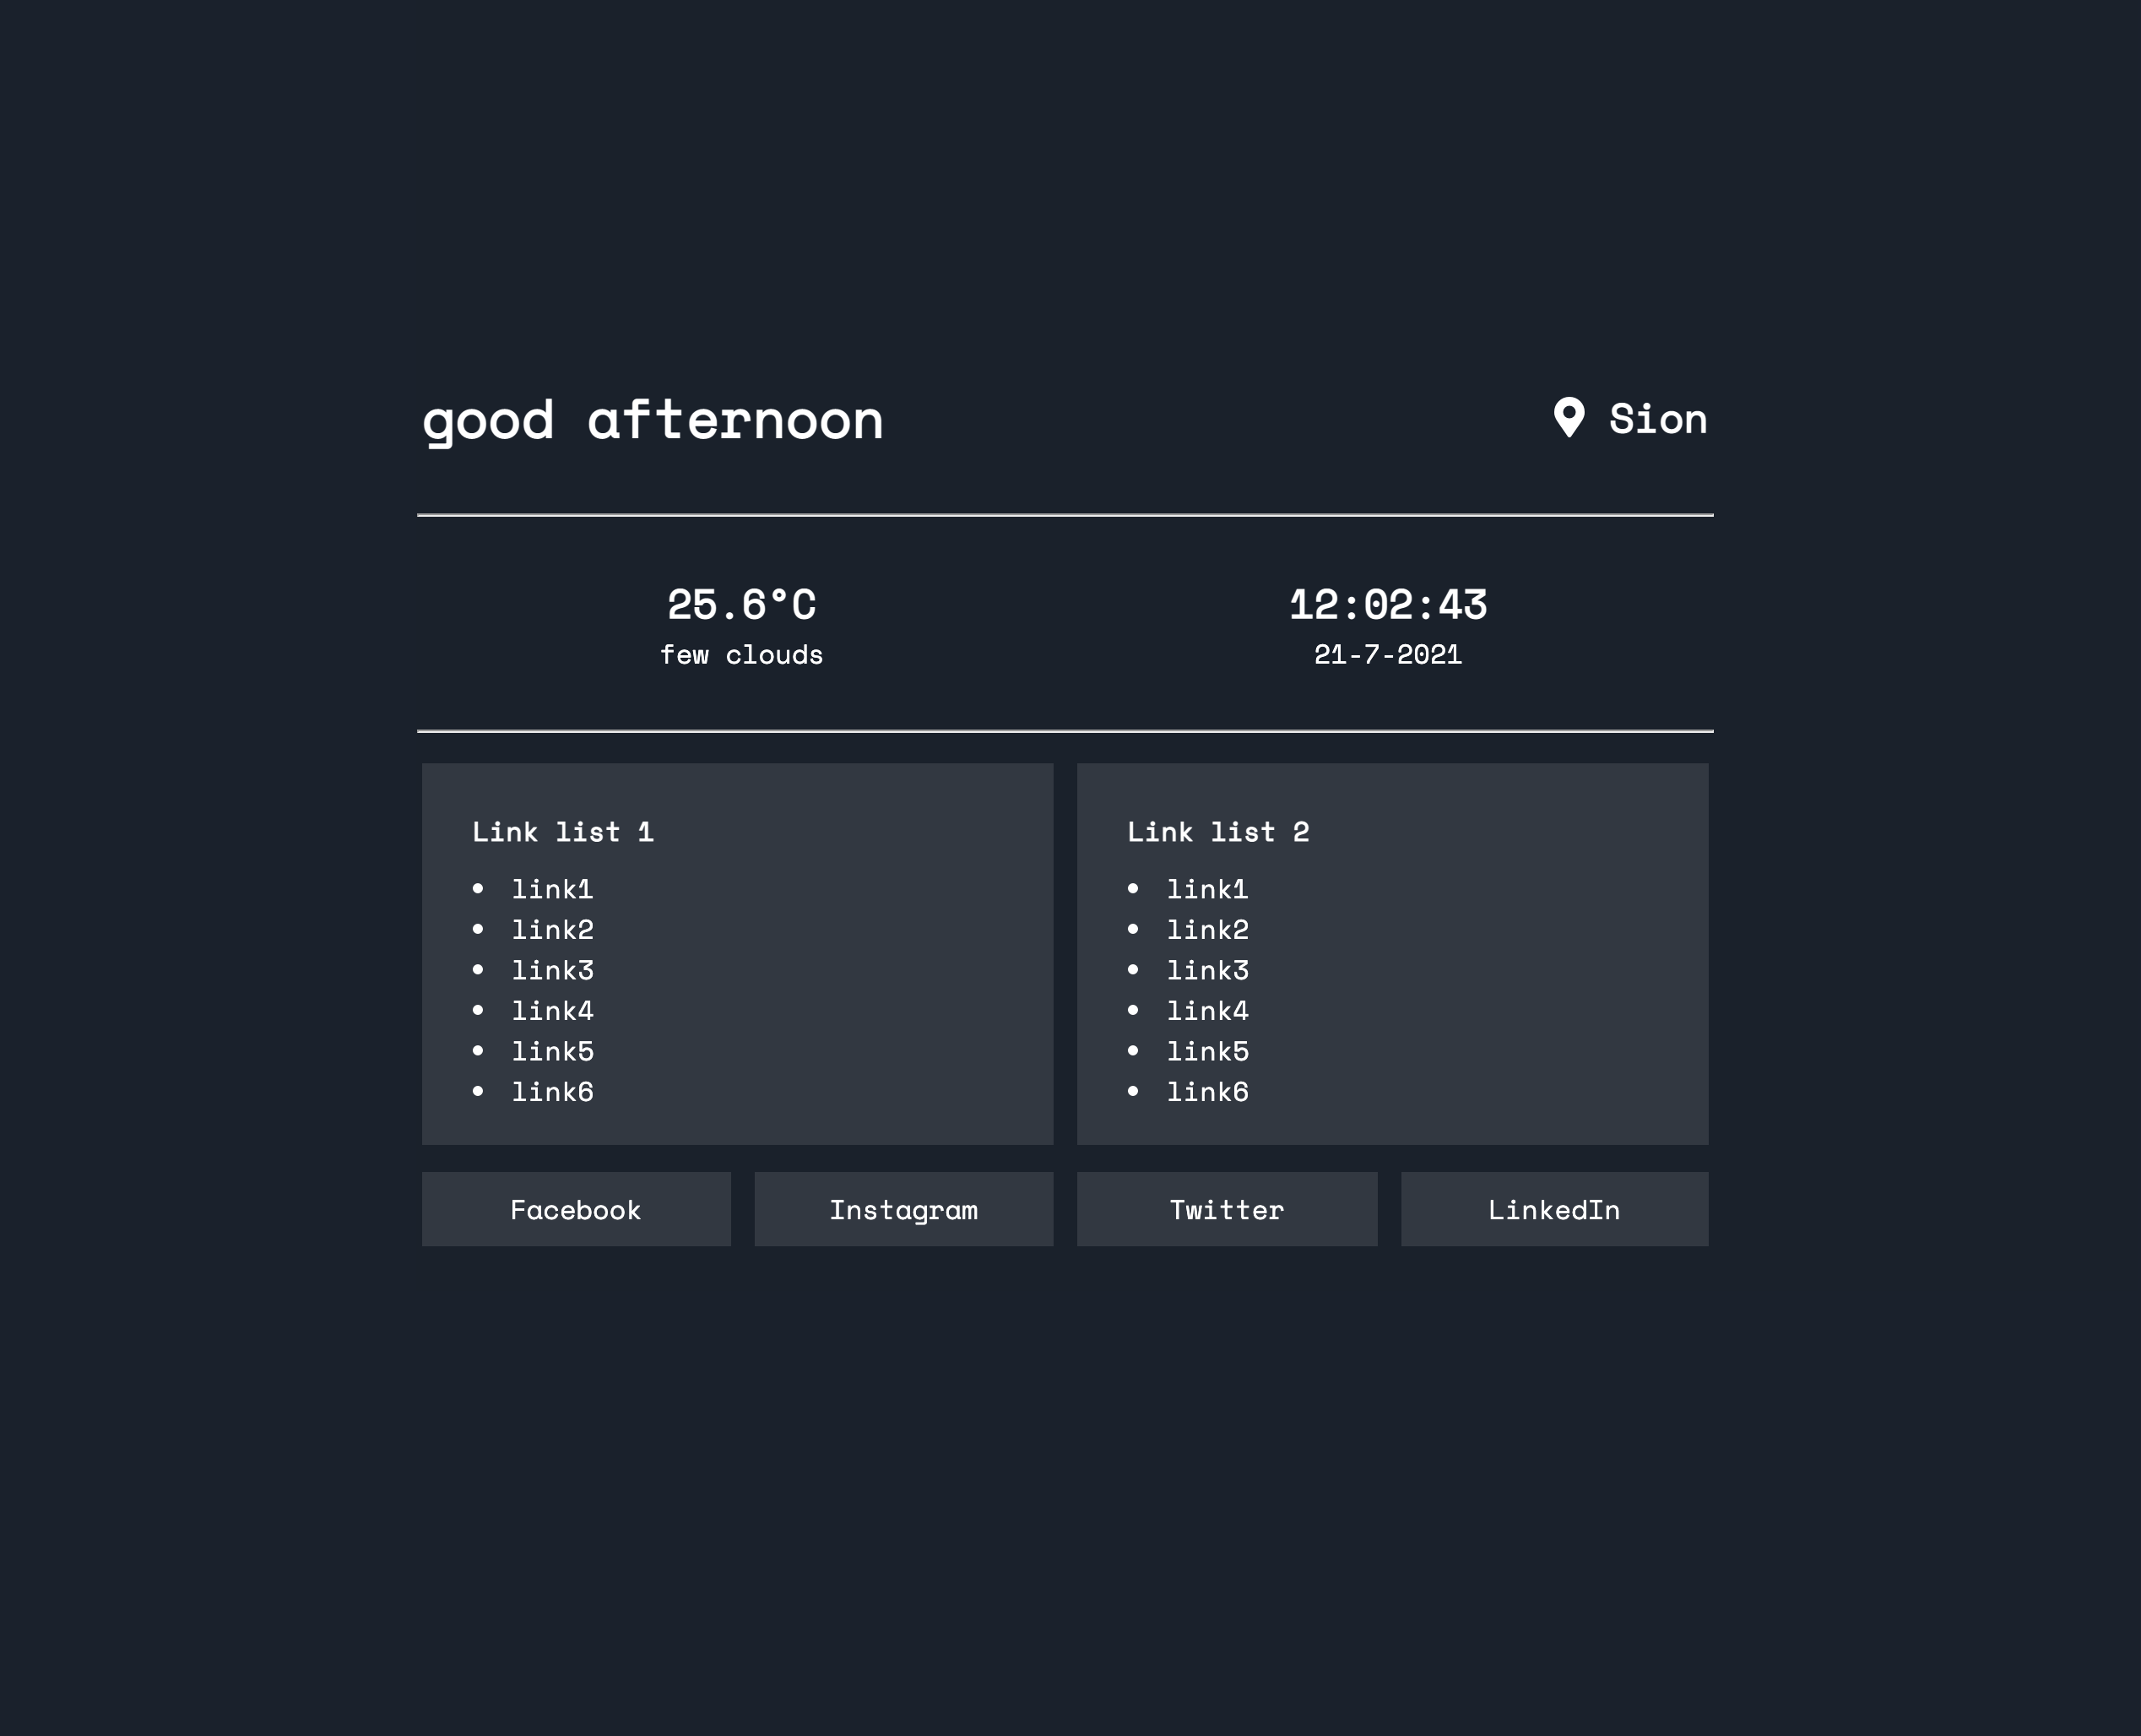 good afternoon
Sion
25.6°C
few clouds
12:02:43
21-7-2021
Link list 1
link1
link2
link3
link4
link5
link6
Link list 2
link1
link2
link3
link4
link5
link6
Facebook
Instagram
Twitter
LinkedIn